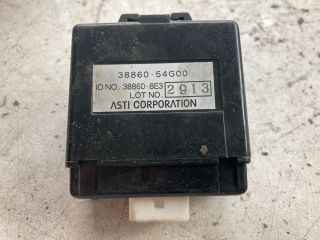 38860-54G00
ID NO. 38860-8E3
LOT NO. 2913
ASTI CORPORATION